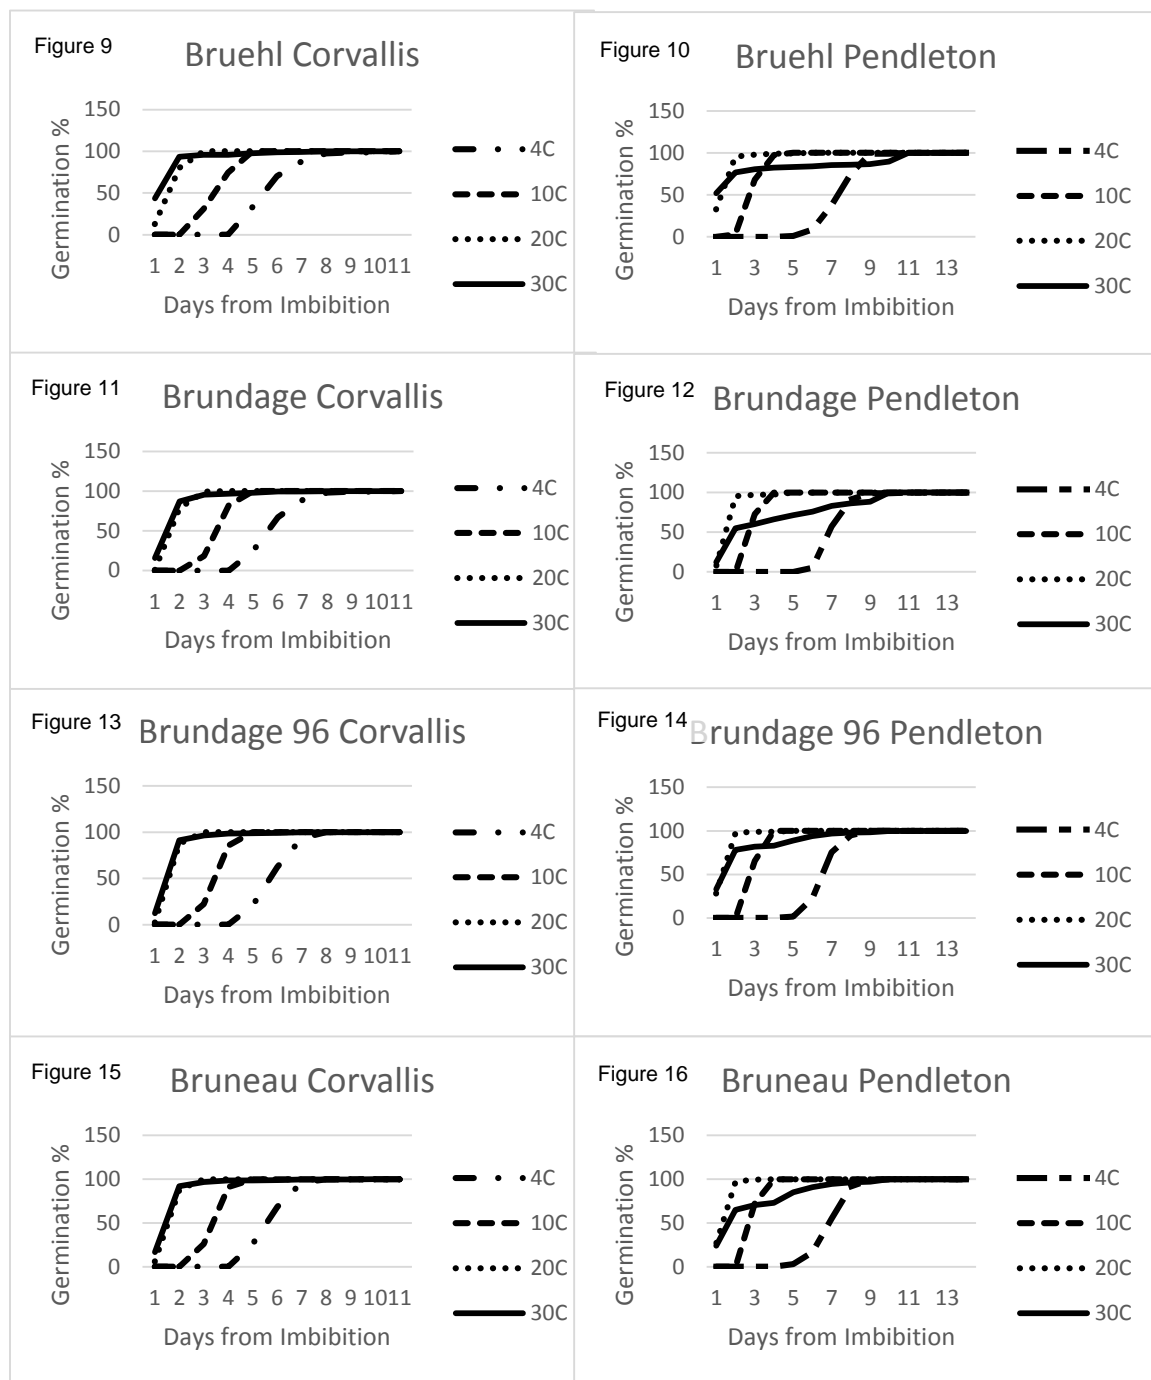 Figure 9
Bruehl Corvallis
Germination %
150
100
50
0
1 2 3 4 5 6 7 8 9 10 11
Days from Imbibition
4C
10C
20C
30C
Figure 10
Bruehl Pendleton
Germination %
150
100
50
0
1 3 5 7 9 11 13
Days from Imbibition
4C
10C
20C
30C
Figure 11
Brundage Corvallis
Germination %
150
100
50
0
1 2 3 4 5 6 7 8 9 10 11
Days from Imbibition
4C
10C
20C
30C
Figure 12
Brundage Pendleton
Germination %
150
100
50
0
1 3 5 7 9 11 13
Days from Imbibition
4C
10C
20C
30C
Figure 13
Brundage 96 Corvallis
Germination %
150
100
50
0
1 2 3 4 5 6 7 8 9 10 11
Days from Imbibition
4C
10C
20C
30C
Figure 14
Brundage 96 Pendleton
Germination %
150
100
50
0
1 3 5 7 9 11 13
Days from Imbibition
4C
10C
20C
30C
Figure 15
Bruneau Corvallis
Germination %
150
100
50
0
1 2 3 4 5 6 7 8 9 10 11
Days from Imbibition
4C
10C
20C
30C
Figure 16
Bruneau Pendleton
Germination %
150
100
50
0
1 3 5 7 9 11 13
Days from Imbibition
4C
10C
20C
30C